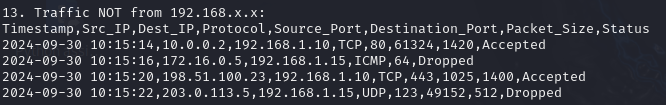 13. Traffic NOT from 192.168.x.x:
Timestamp,Src_IP,Dest_IP,Protocol,Source_Port,Destination_Port,Packet_Size,Status
2024-09-30 10:15:14,10.0.0.2,192.168.1.10,TCP,80,61324,1420,Accepted
2024-09-30 10:15:16,172.16.0.5,192.168.1.15,ICMP,64,Dropped
2024-09-30 10:15:20,198.51.100.23,192.168.1.10,TCP,443,1025,1400,Accepted
2024-09-30 10:15:22,203.0.113.5,192.168.1.15,UDP,123,49152,512,Dropped